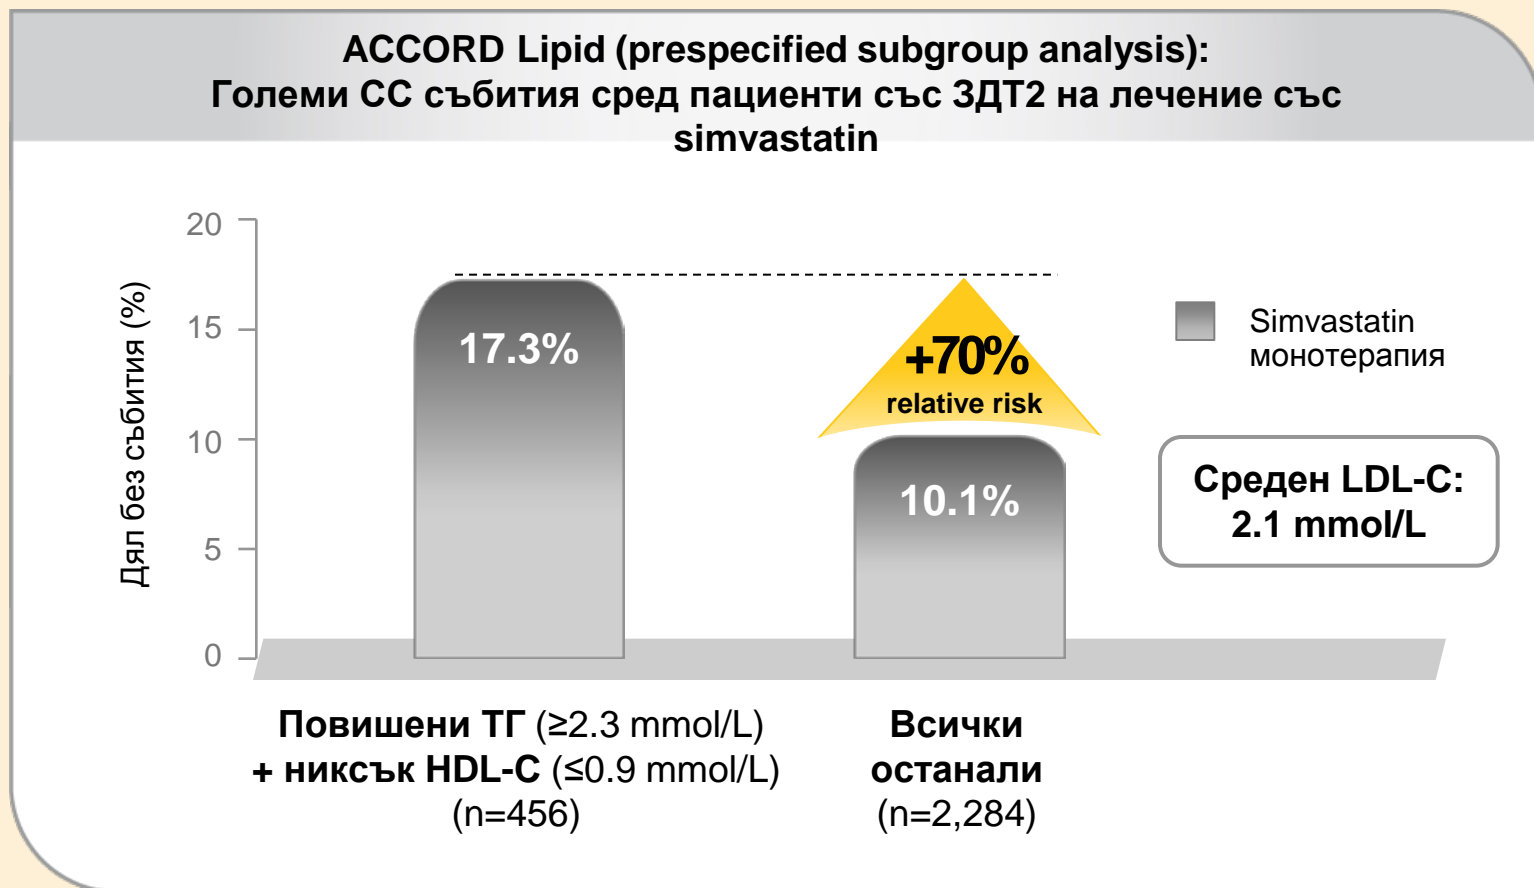 ACCORD Lipid (prespecified subgroup analysis):
Големи СС събития сред пациенти със ЗДТ2 на лечение със
simvastatin
20
15
10
5
0
Дял без събития (%)
17.3%
+70%
relative risk
10.1%
Simvastatin
монотерапия
Среден LDL-C:
2.1 mmol/L
Повишени ТГ (≥2.3 mmol/L)
+ никсък HDL-C (≤0.9 mmol/L)
(n=456)
Всички
останали
(n=2,284)